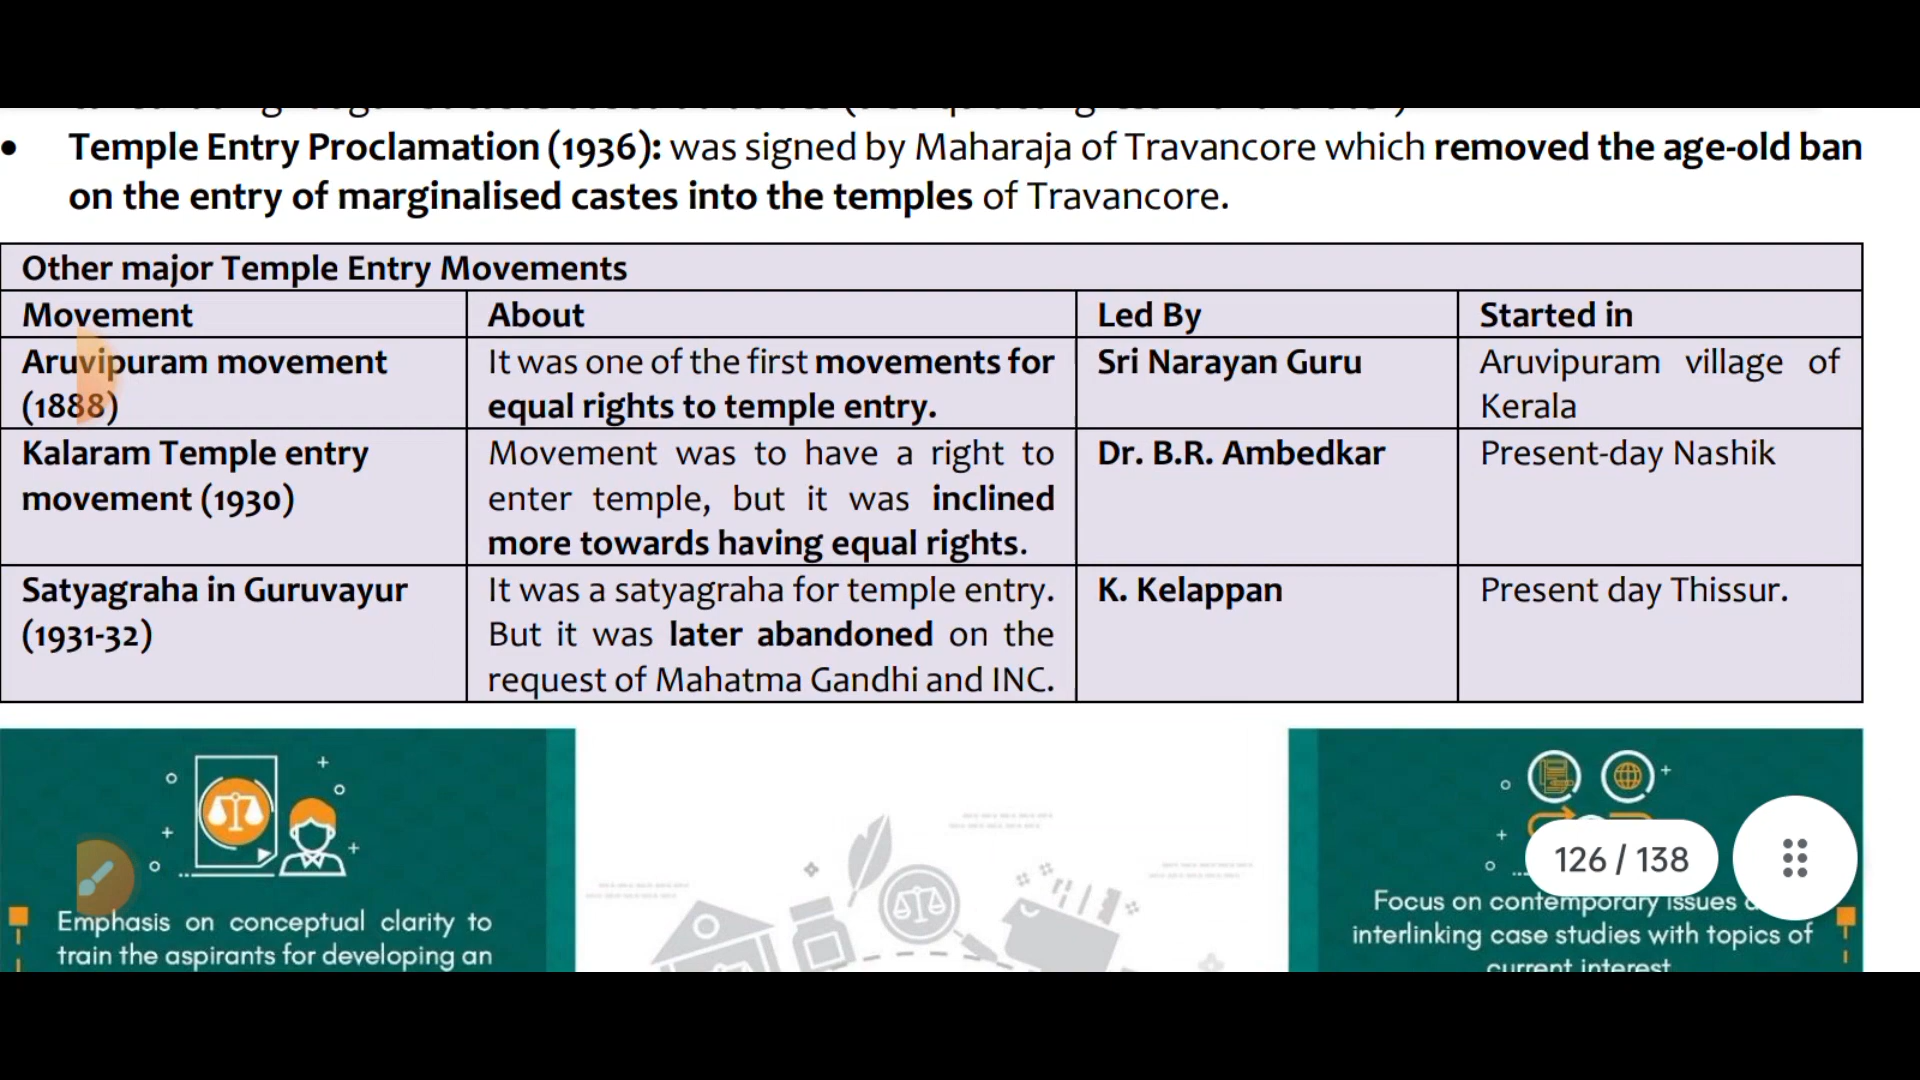 • Temple Entry Proclamation (1936): was signed by Maharaja of Travancore which removed the age-old ban
on the entry of marginalised castes into the temples of Travancore.
Other major Temple Entry Movements
Movement About Led By Started in
Aruvipuram movement It was one of the first movements for Sri Narayan Guru Aruvipuram village of
(1888) equal rights to temple entry. Kerala
Kalaram Temple entry Movement was to have a right to Dr. B.R. Ambedkar Present-day Nashik
movement (1930) enter temple, but it was inclined
more towards having equal rights.
Satyagraha in Guruvayur It was a satyagraha for temple entry. K. Kelappan Present day Thissur.
(1931-32) But it was later abandoned on the
request of Mahatma Gandhi and INC.
126 / 138
Emphasis on conceptual clarity to
train the aspirants for developing an
Focus on contemporary issues
interlinking case studies with topics of
current interest